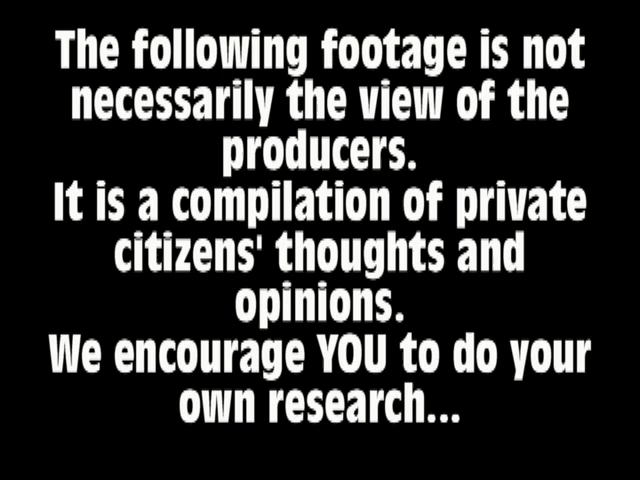 The following footage is not
necessarily the view of the
producers.
It is a compilation of private
citizens' thoughts and
opinions.
We encourage YOU to do your
own research...